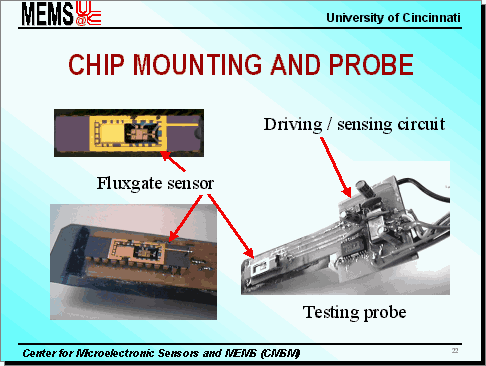 MEMS UC@UC
University of Cincinnati
CHIP MOUNTING AND PROBE
Driving / sensing circuit
Fluxgate sensor
Testing probe
Center for Microelectronic Sensors and MEMS (CMSM)
22